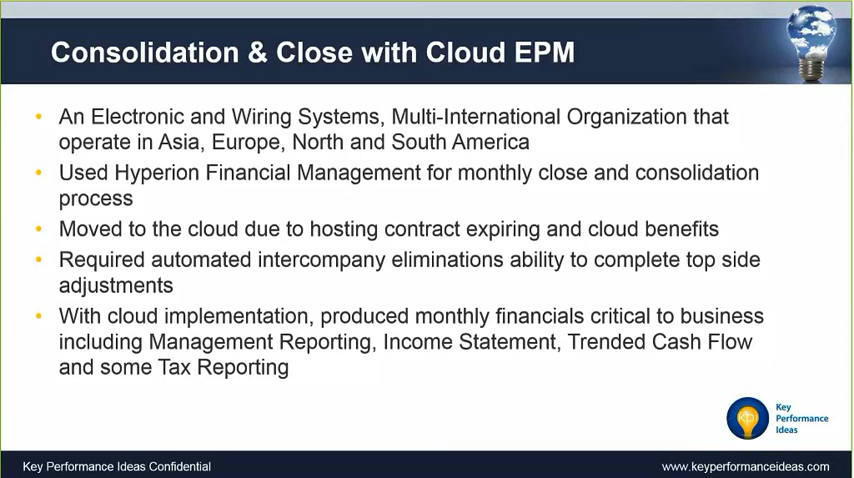 Consolidation & Close with Cloud EPM
• An Electronic and Wiring Systems, Multi-International Organization that
operate in Asia, Europe, North and South America
• Used Hyperion Financial Management for monthly close and consolidation
process
• Moved to the cloud due to hosting contract expiring and cloud benefits
• Required automated intercompany eliminations ability to complete top side
adjustments
• With cloud implementation, produced monthly financials critical to business
including Management Reporting, Income Statement, Trended Cash Flow
and some Tax Reporting
kpi
Key
Performance
Ideas
Key Performance Ideas Confidential
www.keyperformanceideas.com